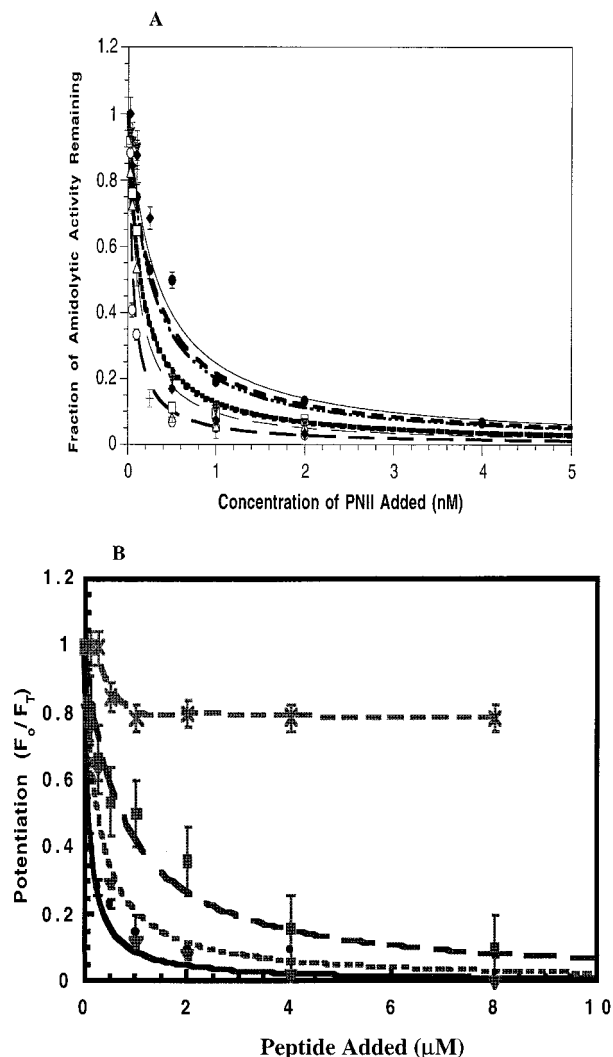 A
1.2
1
0.8
0.6
0.4
0.2
0
Fraction of Amidolytic Activity Remaining
0 1 2 3 4 5
Concentration of PNII Added (nM)
B
1.2
1
0.8
0.6
0.4
0.2
0
Potentiation (Fo/FT)
0 2 4 6 8 10
Peptide Added (μM)